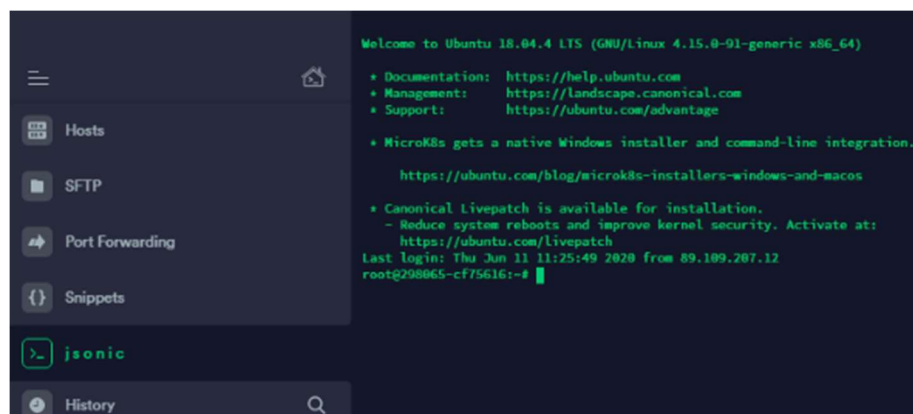 Hosts
SFTP
Port Forwarding
Snippets
jsonic
History
Welcome to Ubuntu 18.04.4 LTS (GNU/Linux 4.15.0-91-generic x86_64)
* Documentation: https://help.ubuntu.com
* Management: https://landscape.canonical.com
* Support: https://ubuntu.com/advantage
* MicroK8s gets a native Windows installer and command-line integration.
https://ubuntu.com/blog/microk8s-installers-windows-and-macos
* Canonical Livepatch is available for installation.
- Reduce system reboots and improve kernel security. Activate at:
https://ubuntu.com/livepatch
Last login: Thu Jun 11 11:25:49 2020 from 89.109.207.12
root@298065-cf75616:~#